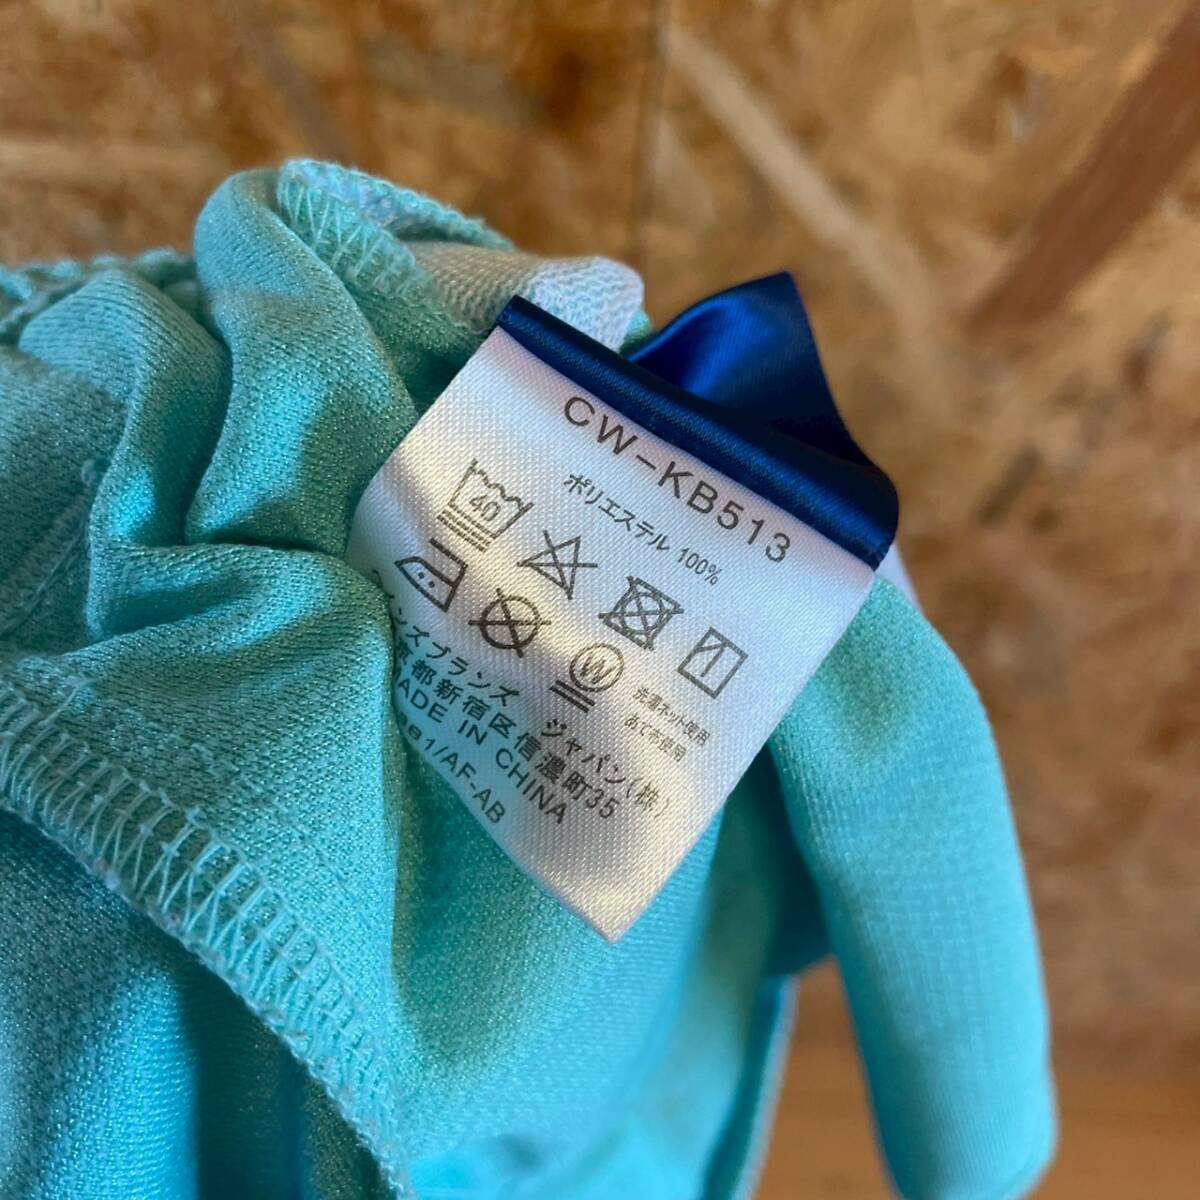 CW-KB513
ポリエステル 100%
40
W
洗濯ネット使用
あて布使用
ンズブランズ ジャパン(株)
京都新宿区信濃町35
MADE IN CHINA
861/AF-AB